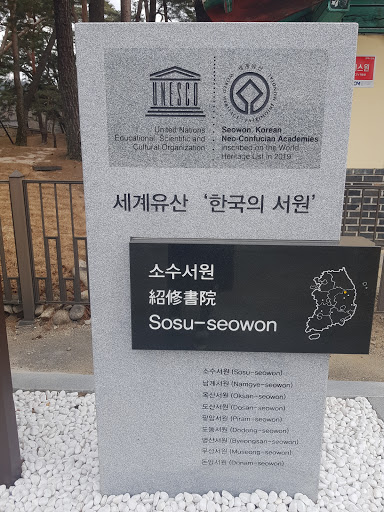 UNESCO
United Nations
Educational, Scientific and
Cultural Organization
Seowon, Korean
Neo-Confucian Academies
inscribed on the World
Heritage List in 2019
세계유산 ‘한국의 서원’
소수서원
紹修書院
Sosu-seowon
소수서원 (Sosu-seowon)
남계서원 (Namgye-seowon)
옥산서원 (Oksan-seowon)
도산서원 (Dosan-seowon)
필암서원 (Piram-seowon)
도동서원 (Dodong-seowon)
병산서원 (Byeongsan-seowon)
무성서원 (Museong-seowon)
돈암서원 (Donam-seowon)